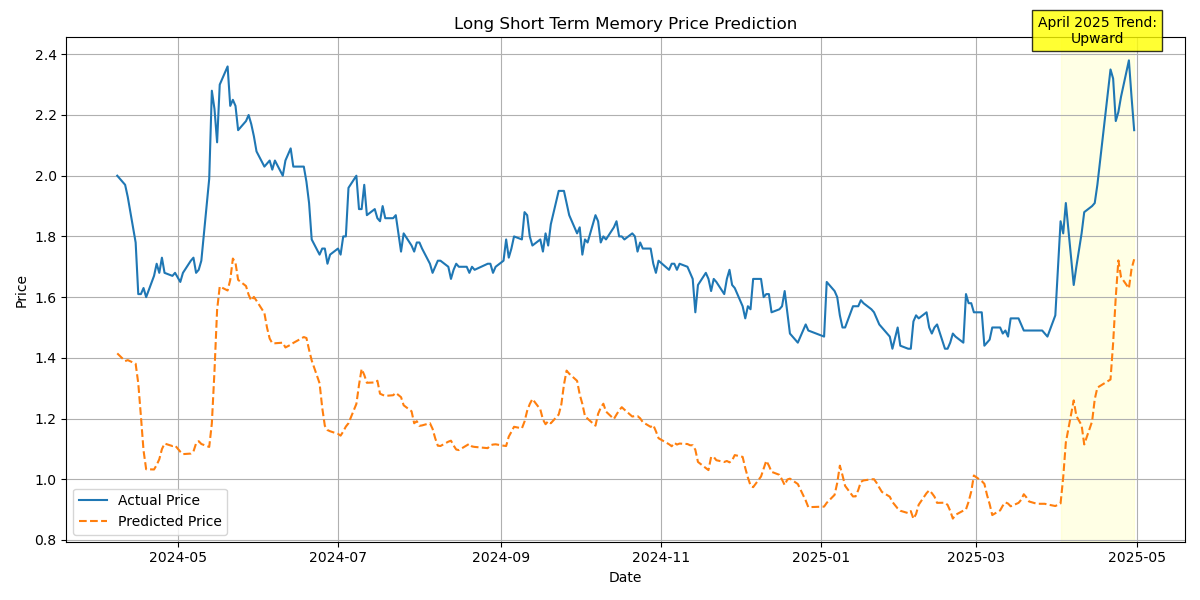 Long Short Term Memory Price Prediction
April 2025 Trend:
Upward
Price
2.4
2.2
2.0
1.8
1.6
1.4
1.2
1.0
0.8
Actual Price
Predicted Price
2024-05
2024-07
2024-09
2024-11
2025-01
2025-03
2025-05
Date